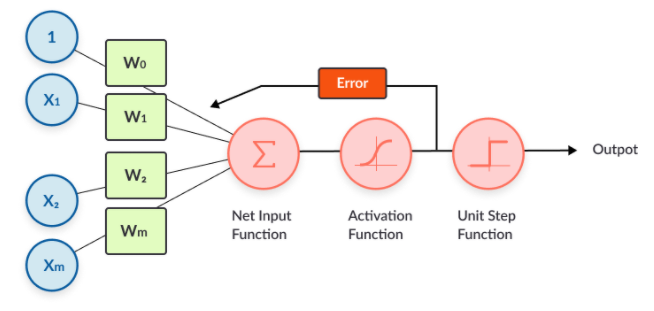 1
X₁
X₂
Xm
W₀
W₁
W₂
Wm
Error
Σ
Net Input
Function
Activation
Function
Unit Step
Function
Outpot